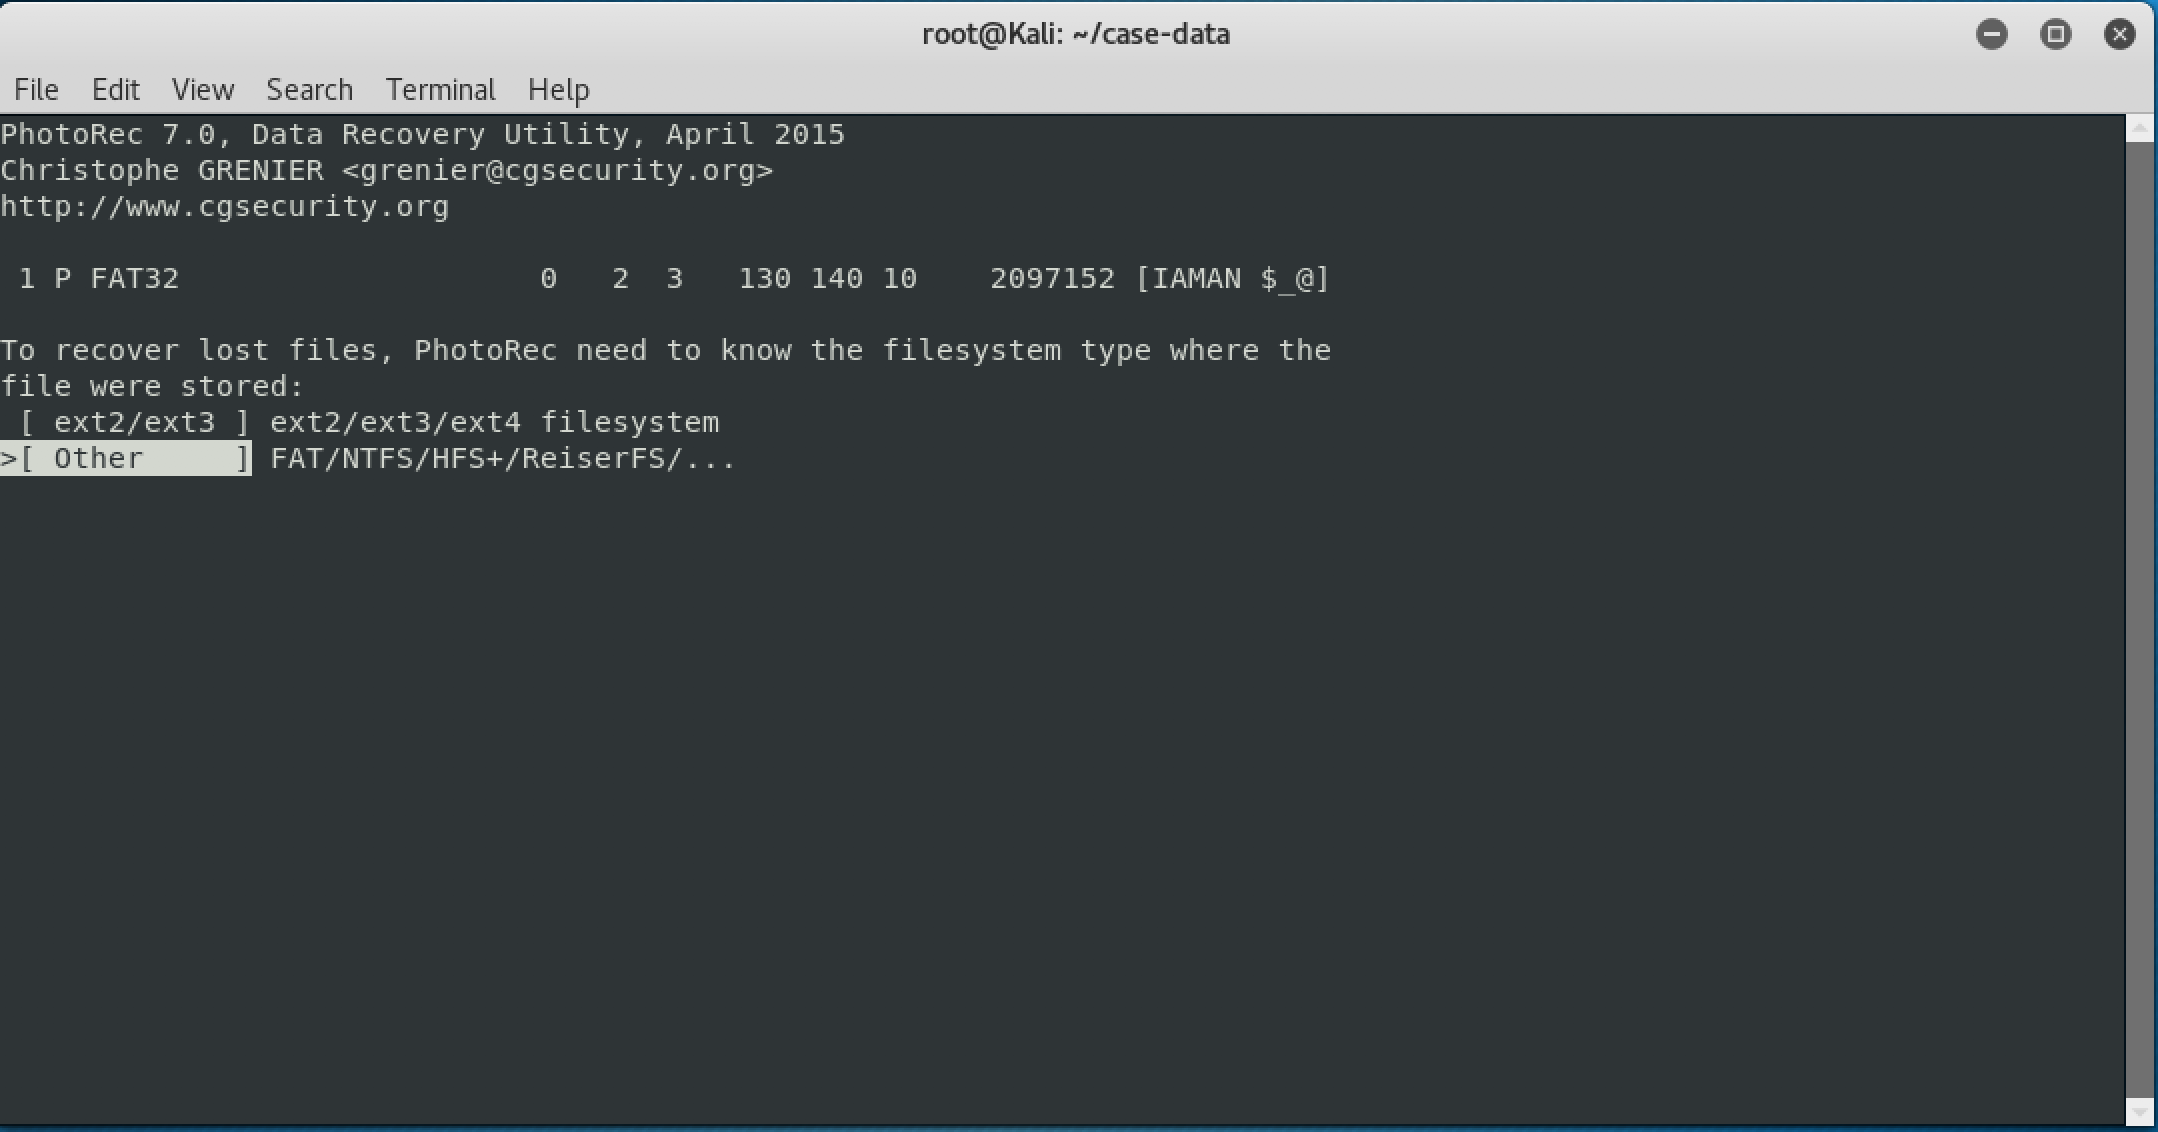 root@Kali: ~/case-data
File Edit View Search Terminal Help
PhotoRec 7.0, Data Recovery Utility, April 2015
Christophe GRENIER <grenier@cgsecurity.org>
http://www.cgsecurity.org
1 P FAT32 0 2 3 130 140 10 2097152 [IAMAN $_@]
To recover lost files, PhotoRec need to know the filesystem type where the
file were stored:
[ ext2/ext3 ] ext2/ext3/ext4 filesystem
>[ Other ] FAT/NTFS/HFS+/ReiserFS/...